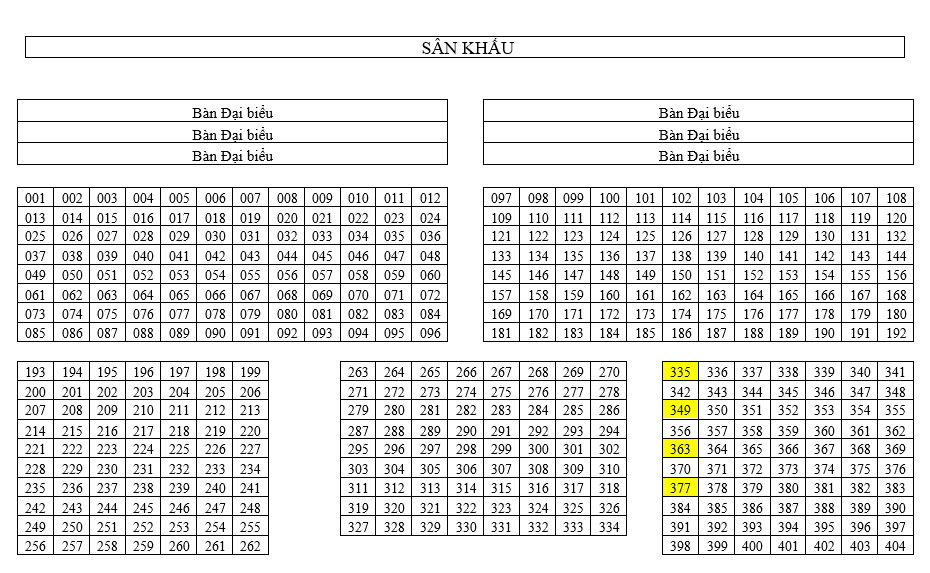 SÂN KHẤU
Bàn Đại biểu Bàn Đại biểu
Bàn Đại biểu Bàn Đại biểu
Bàn Đại biểu Bàn Đại biểu
001 002 003 004 005 006 007 008 009 010 011 012 097 098 099 100 101 102 103 104 105 106 107 108
013 014 015 016 017 018 019 020 021 022 023 024 109 110 111 112 113 114 115 116 117 118 119 120
025 026 027 028 029 030 031 032 033 034 035 036 121 122 123 124 125 126 127 128 129 130 131 132
037 038 039 040 041 042 043 044 045 046 047 048 133 134 135 136 137 138 139 140 141 142 143 144
049 050 051 052 053 054 055 056 057 058 059 060 145 146 147 148 149 150 151 152 153 154 155 156
061 062 063 064 065 066 067 068 069 070 071 072 157 158 159 160 161 162 163 164 165 166 167 168
073 074 075 076 077 078 079 080 081 082 083 084 169 170 171 172 173 174 175 176 177 178 179 180
085 086 087 088 089 090 091 092 093 094 095 096 181 182 183 184 185 186 187 188 189 190 191 192
193 194 195 196 197 198 199 263 264 265 266 267 268 269 270 335 336 337 338 339 340 341
200 201 202 203 204 205 206 271 272 273 274 275 276 277 278 342 343 344 345 346 347 348
207 208 209 210 211 212 213 279 280 281 282 283 284 285 286 349 350 351 352 353 354 355
214 215 216 217 218 219 220 287 288 289 290 291 292 293 294 356 357 358 359 360 361 362
221 222 223 224 225 226 227 295 296 297 298 299 300 301 302 363 364 365 366 367 368 369
228 229 230 231 232 233 234 303 304 305 306 307 308 309 310 370 371 372 373 374 375 376
235 236 237 238 239 240 241 311 312 313 314 315 316 317 318 377 378 379 380 381 382 383
242 243 244 245 246 247 248 319 320 321 322 323 324 325 326 384 385 386 387 388 389 390
249 250 251 252 253 254 255 327 328 329 330 331 332 333 334 391 392 393 394 395 396 397
256 257 258 259 260 261 262 398 399 400 401 402 403 404